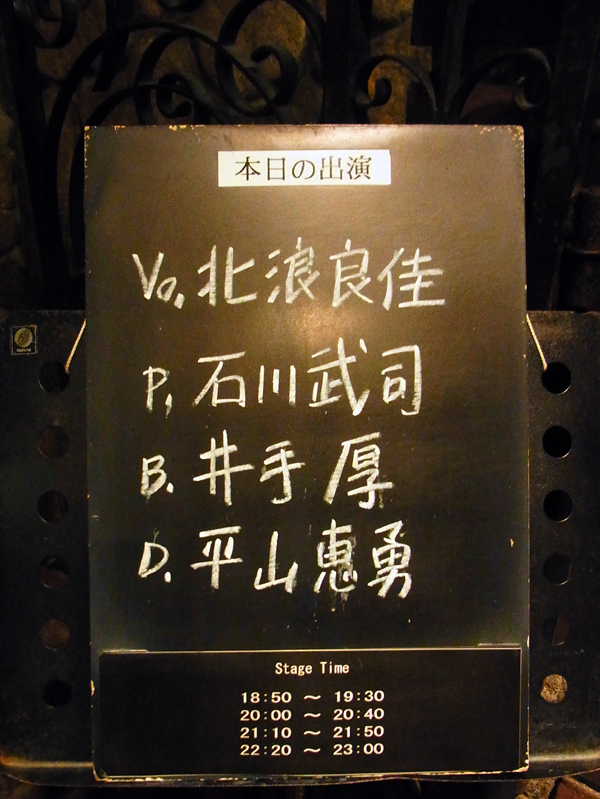 本日の出演
Vo, 北浪良佳
P, 石川武司
B. 井手厚
D. 平山惠勇
Stage Time
18:50 ～ 19:30
20:00 ～ 20:40
21:10 ～ 21:50
22:20 ～ 23:00